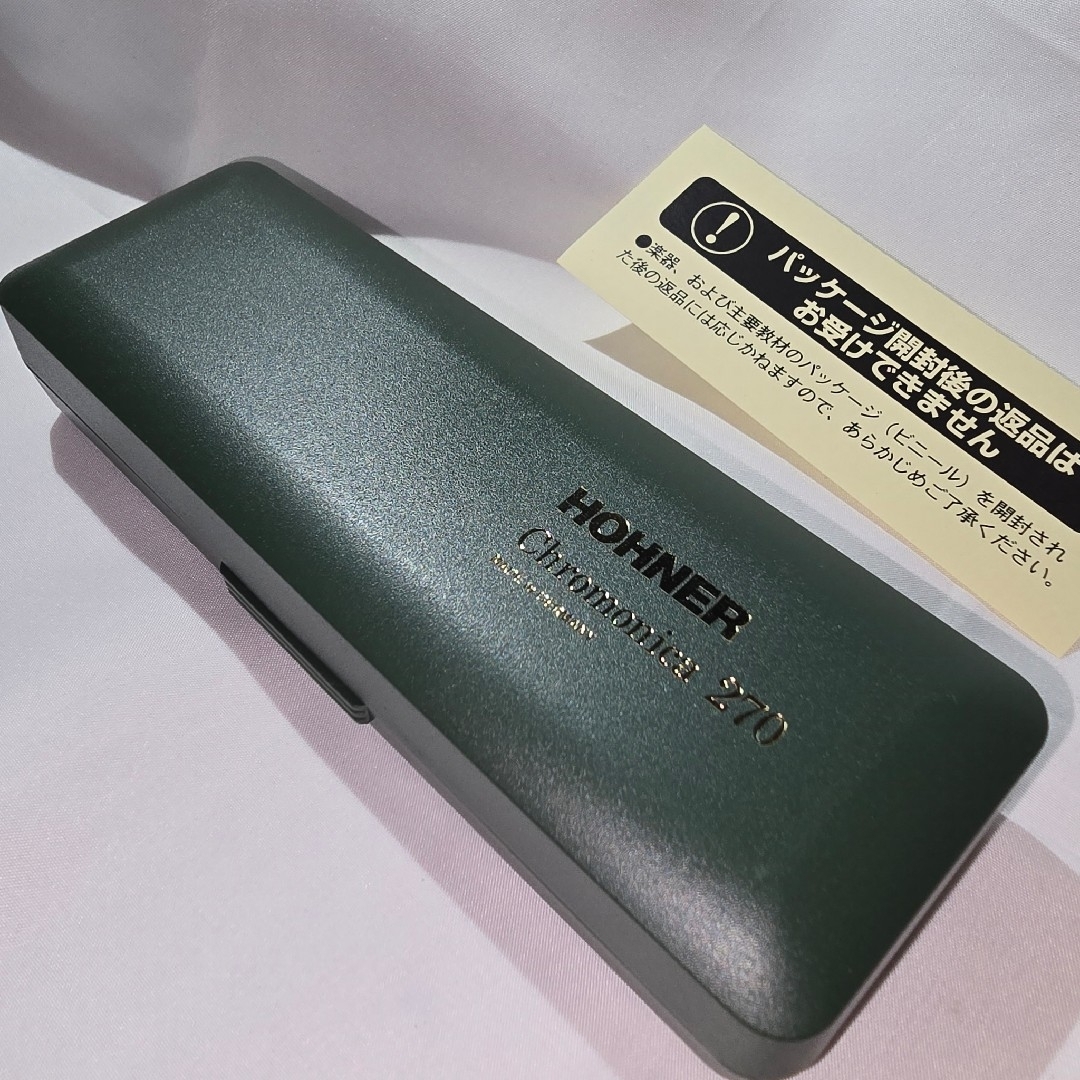 HOHNER
Chromonica 270
Made in Germany
!
パッケージ開封後の返品は
お受けできません
●楽器、および主要教材のパッケージ（ビニール）を開封され
た後の返品には応じかねますので、あらかじめご了承ください。